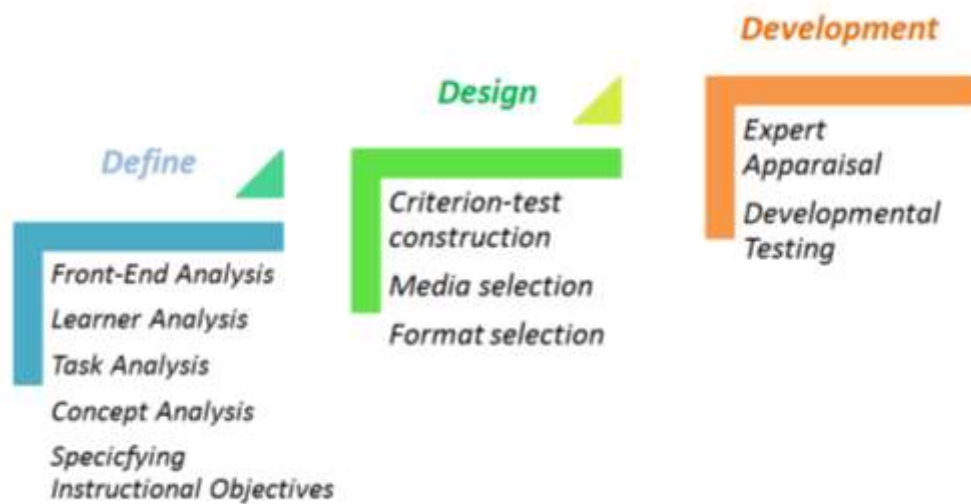 Define
Front-End Analysis
Learner Analysis
Task Analysis
Concept Analysis
Specicfying
Instructional Objectives
Design
Criterion-test
construction
Media selection
Format selection
Development
Expert
Apparaisal
Developmental
Testing